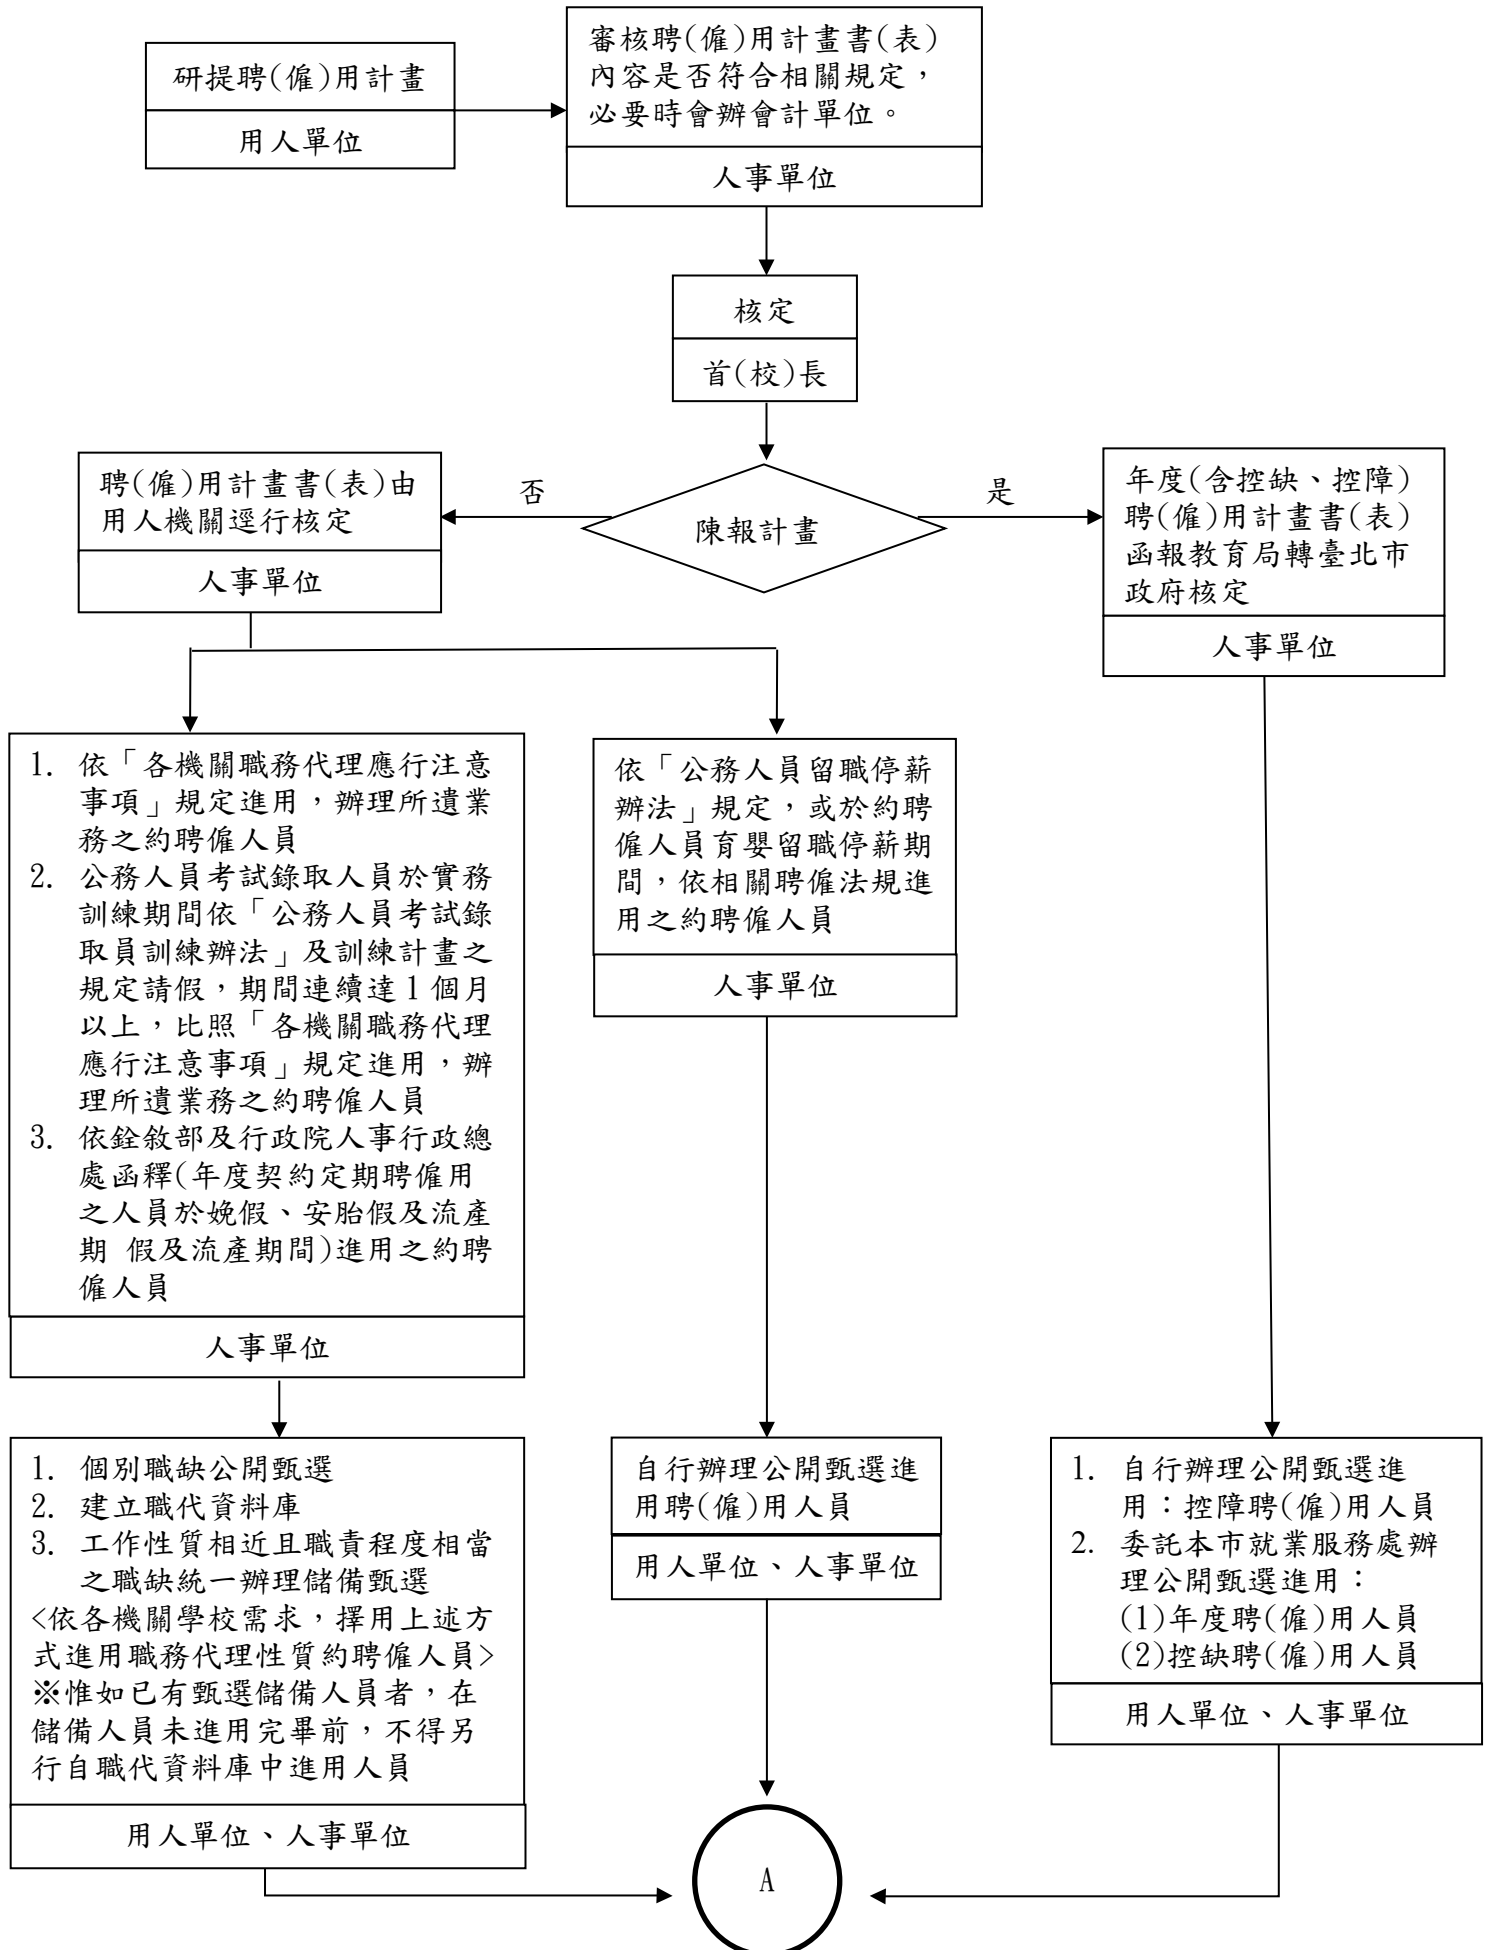 研提聘(僱)用計畫
用人單位
審核聘(僱)用計畫書(表)
內容是否符合相關規定，
必要時會辦會計單位。
人事單位
核定
首(校)長
陳報計畫
否
是
聘(僱)用計畫書(表)由
用人機關逕行核定
人事單位
年度(含控缺、控障)
聘(僱)用計畫書(表)
函報教育局轉臺北市
政府核定
人事單位
1. 依「各機關職務代理應行注意
事項」規定進用，辦理所遺業
務之約聘僱人員
2. 公務人員考試錄取人員於實務
訓練期間依「公務人員考試錄
取員訓練辦法」及訓練計畫之
規定請假，期間連續達1個月
以上，比照「各機關職務代理
應行注意事項」規定進用，辦
理所遺業務之約聘僱人員
3. 依銓敘部及行政院人事行政總
處函釋(年度契約定期聘僱用
之人員於娩假、安胎假及流產
期 假及流產期間)進用之約聘
僱人員
人事單位
依「公務人員留職停薪
辦法」規定，或於約聘
僱人員育嬰留職停薪期
間，依相關聘僱法規進
用之約聘僱人員
人事單位
1. 個別職缺公開甄選
2. 建立職代資料庫
3. 工作性質相近且職責程度相當
之職缺統一辦理儲備甄選
<依各機關學校需求，擇用上述方
式進用職務代理性質約聘僱人員>
※惟如已有甄選儲備人員者，在
儲備人員未進用完畢前，不得另
行自職代資料庫中進用人員
用人單位、人事單位
自行辦理公開甄選進
用聘(僱)用人員
用人單位、人事單位
1. 自行辦理公開甄選進
用：控障聘(僱)用人員
2. 委託本市就業服務處辦
理公開甄選進用：
(1)年度聘(僱)用人員
(2)控缺聘(僱)用人員
用人單位、人事單位
A